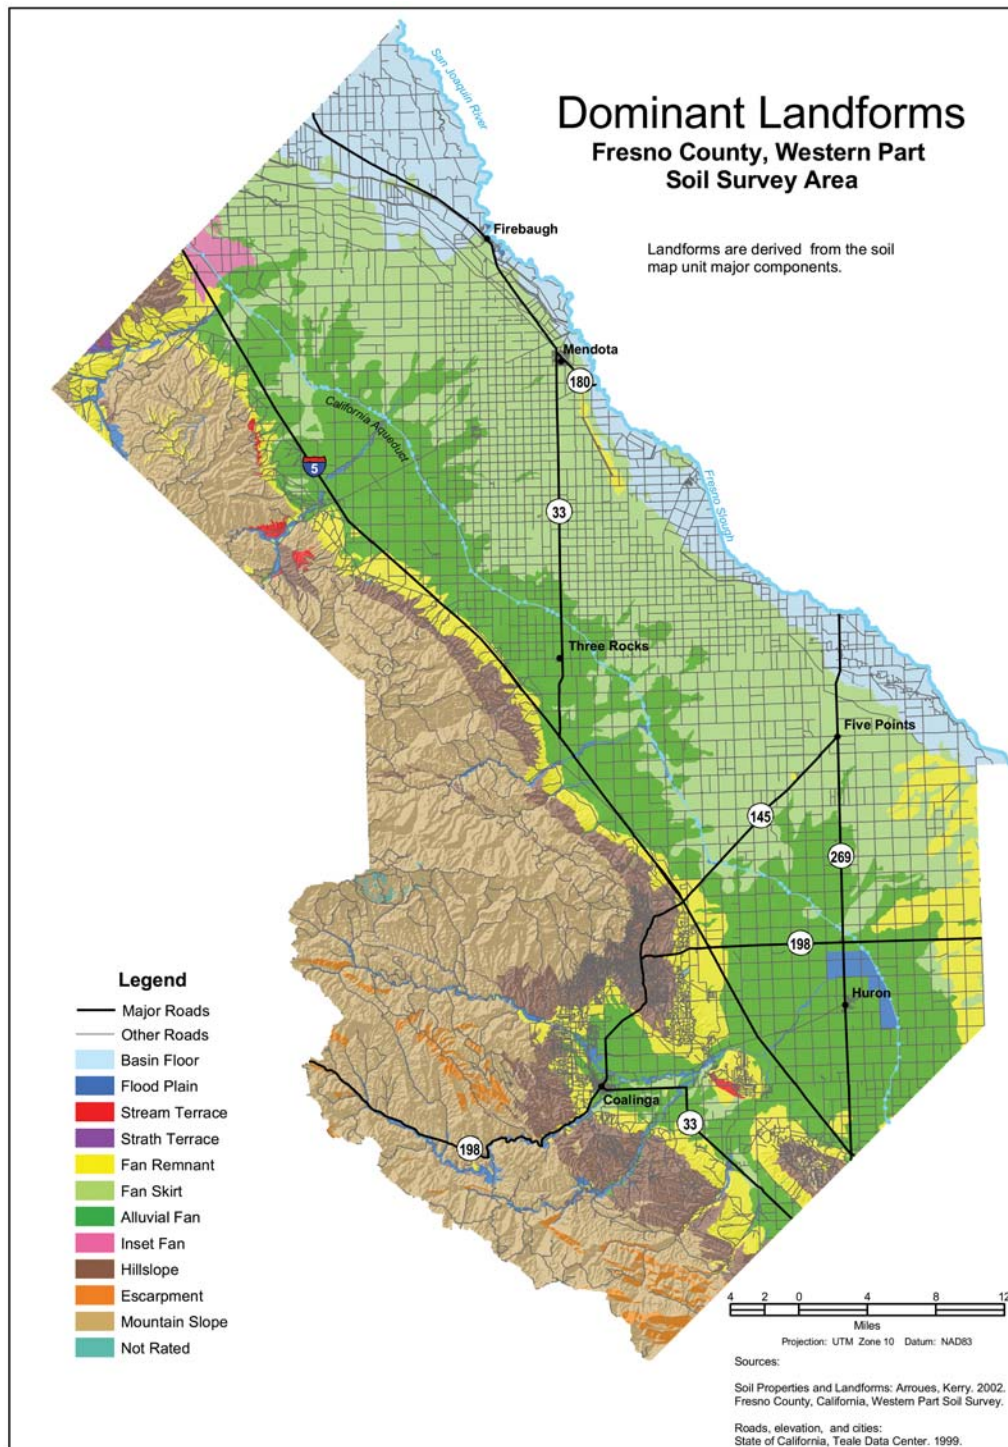 San Joaquin River
Dominant Landforms
Fresno County, Western Part
Soil Survey Area
Landforms are derived from the soil
map unit major components.
Firebaugh
Mendota
180
California Aqueduct
5
33
Fresno Slough
Three Rocks
Five Points
145
269
198
Huron
Coalinga
33
198
Legend
Major Roads
Other Roads
Basin Floor
Flood Plain
Stream Terrace
Strath Terrace
Fan Remnant
Fan Skirt
Alluvial Fan
Inset Fan
Hillslope
Escarpment
Mountain Slope
Not Rated
4 2 0 4 8 12
Miles
Projection: UTM Zone 10 Datum: NAD83
Sources:
Soil Properties and Landforms: Arroues, Kerry. 2002.
Fresno County, California, Western Part Soil Survey.
Roads, elevation, and cities:
State of California, Teale Data Center. 1999.